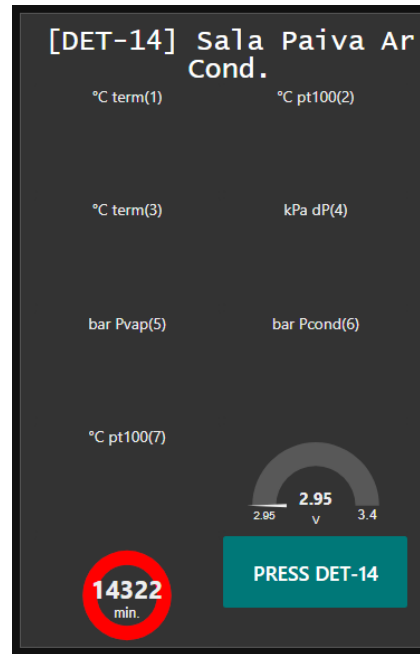 [DET-14] Sala Paiva Ar
Cond.
°C term(1) °C pt100(2)
°C term(3) kPa dP(4)
bar Pvap(5) bar Pcond(6)
°C pt100(7)
2.95
2.95 V 3.4
PRESS DET-14
14322
min.